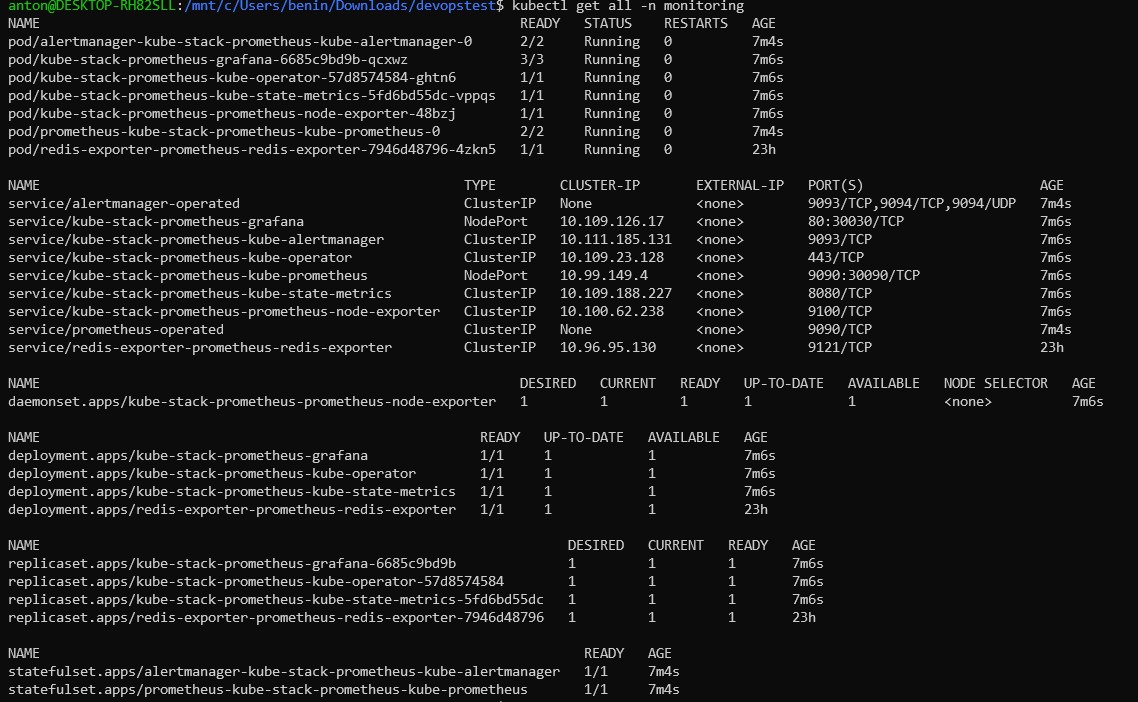 anton@DESKTOP-RH82SLL:/mnt/c/Users/benin/Downloads/devopstest$ kubectl get all -n monitoring
NAME READY STATUS RESTARTS AGE
pod/alertmanager-kube-stack-prometheus-kube-alertmanager-0 2/2 Running 0 7m4s
pod/kube-stack-prometheus-grafana-6685c9bd9b-qcxwz 3/3 Running 0 7m6s
pod/kube-stack-prometheus-kube-operator-57d8574584-ghtn6 1/1 Running 0 7m6s
pod/kube-stack-prometheus-kube-state-metrics-5fd6bd55dc-vppqs 1/1 Running 0 7m6s
pod/kube-stack-prometheus-prometheus-node-exporter-48bzj 1/1 Running 0 7m6s
pod/prometheus-kube-stack-prometheus-kube-prometheus-0 2/2 Running 0 7m4s
pod/redis-exporter-prometheus-redis-exporter-7946d48796-4zkn5 1/1 Running 0 23h
NAME TYPE CLUSTER-IP EXTERNAL-IP PORT(S) AGE
service/alertmanager-operated ClusterIP None <none> 9093/TCP,9094/TCP,9094/UDP 7m4s
service/kube-stack-prometheus-grafana NodePort 10.109.126.17 <none> 80:30030/TCP 7m6s
service/kube-stack-prometheus-kube-alertmanager ClusterIP 10.111.185.131 <none> 9093/TCP 7m6s
service/kube-stack-prometheus-kube-operator ClusterIP 10.109.23.128 <none> 443/TCP 7m6s
service/kube-stack-prometheus-kube-prometheus NodePort 10.99.149.4 <none> 9090:30090/TCP 7m6s
service/kube-stack-prometheus-kube-state-metrics ClusterIP 10.109.188.227 <none> 8080/TCP 7m6s
service/kube-stack-prometheus-prometheus-node-exporter ClusterIP 10.100.62.238 <none> 9100/TCP 7m6s
service/prometheus-operated ClusterIP None <none> 9090/TCP 7m4s
service/redis-exporter-prometheus-redis-exporter ClusterIP 10.96.95.130 <none> 9121/TCP 23h
NAME DESIRED CURRENT READY UP-TO-DATE AVAILABLE NODE SELECTOR AGE
daemonset.apps/kube-stack-prometheus-prometheus-node-exporter 1 1 1 1 1 <none> 7m6s
NAME READY UP-TO-DATE AVAILABLE AGE
deployment.apps/kube-stack-prometheus-grafana 1/1 1 1 7m6s
deployment.apps/kube-stack-prometheus-kube-operator 1/1 1 1 7m6s
deployment.apps/kube-stack-prometheus-kube-state-metrics 1/1 1 1 7m6s
deployment.apps/redis-exporter-prometheus-redis-exporter 1/1 1 1 23h
NAME DESIRED CURRENT READY AGE
replicaset.apps/kube-stack-prometheus-grafana-6685c9bd9b 1 1 1 7m6s
replicaset.apps/kube-stack-prometheus-kube-operator-57d8574584 1 1 1 7m6s
replicaset.apps/kube-stack-prometheus-kube-state-metrics-5fd6bd55dc 1 1 1 7m6s
replicaset.apps/redis-exporter-prometheus-redis-exporter-7946d48796 1 1 1 23h
NAME READY AGE
statefulset.apps/alertmanager-kube-stack-prometheus-kube-alertmanager 1/1 7m4s
statefulset.apps/prometheus-kube-stack-prometheus-kube-prometheus 1/1 7m4s